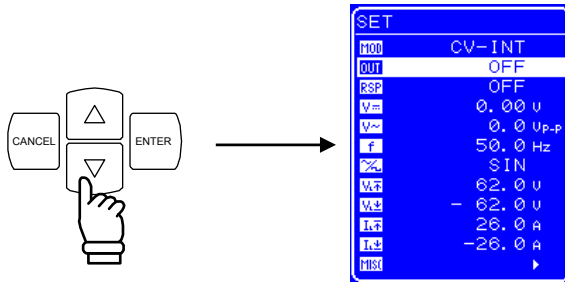 CANCEL
ENTER
SET
MOD CV-INT
OUT OFF
RSP OFF
V⎓ 0.00 V
V~ 0.0 Vp-p
f 50.0 Hz
SIN
V 62.0 V
V - 62.0 V
I 26.0 A
I -26.0 A
MISC